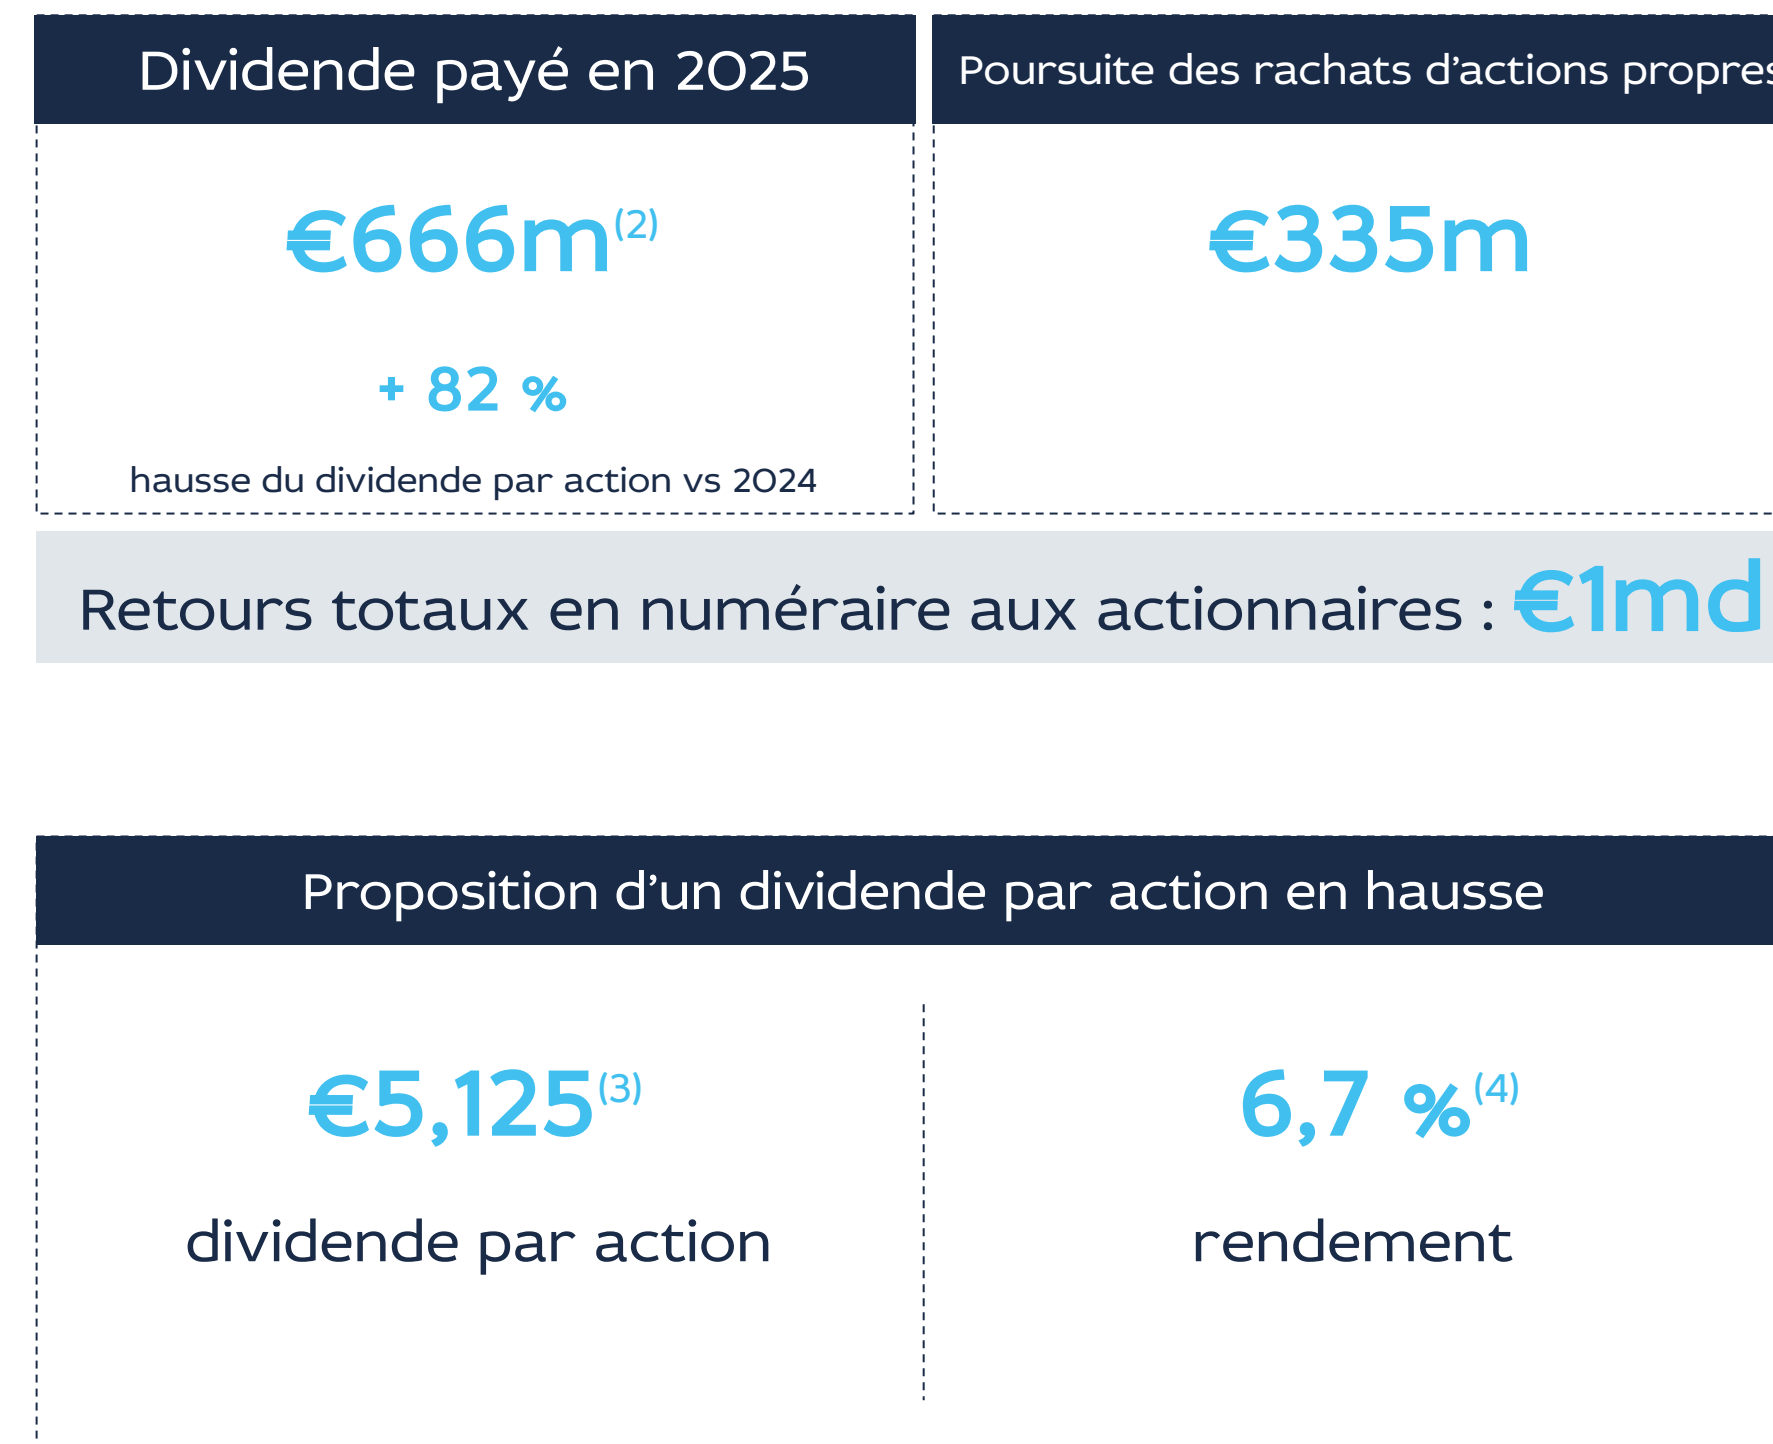 Dividende payé en 2025
€666m(2)
+ 82 %
hausse du dividende par action vs 2024
Poursuite des rachats d’actions propres
€335m
Retours totaux en numéraire aux actionnaires : €1md
Proposition d’un dividende par action en hausse
€5,125(3)
dividende par action
6,7 %(4)
rendement